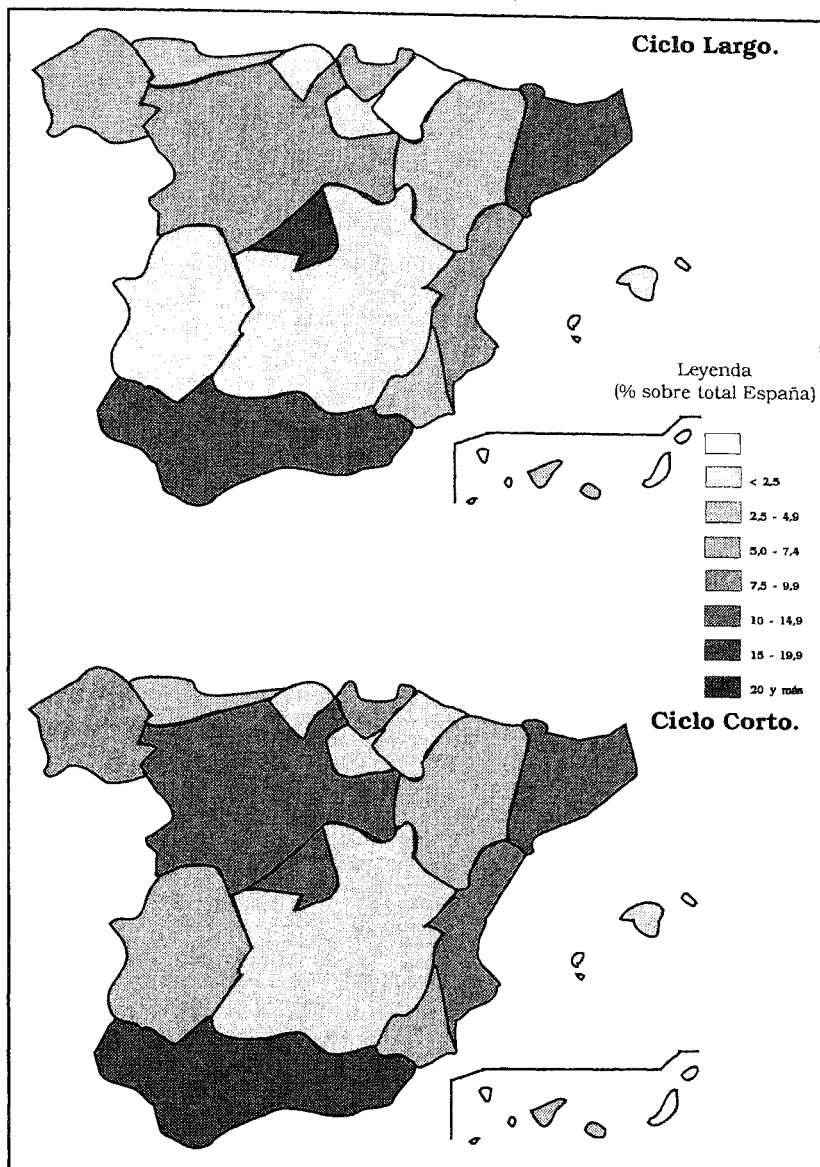 Ciclo Largo.
Leyenda
(% sobre total España)
< 2,5
2,5 - 4,9
5,0 - 7,4
7,5 - 9,9
10 - 14,9
15 - 19,9
20 y más
Ciclo Corto.